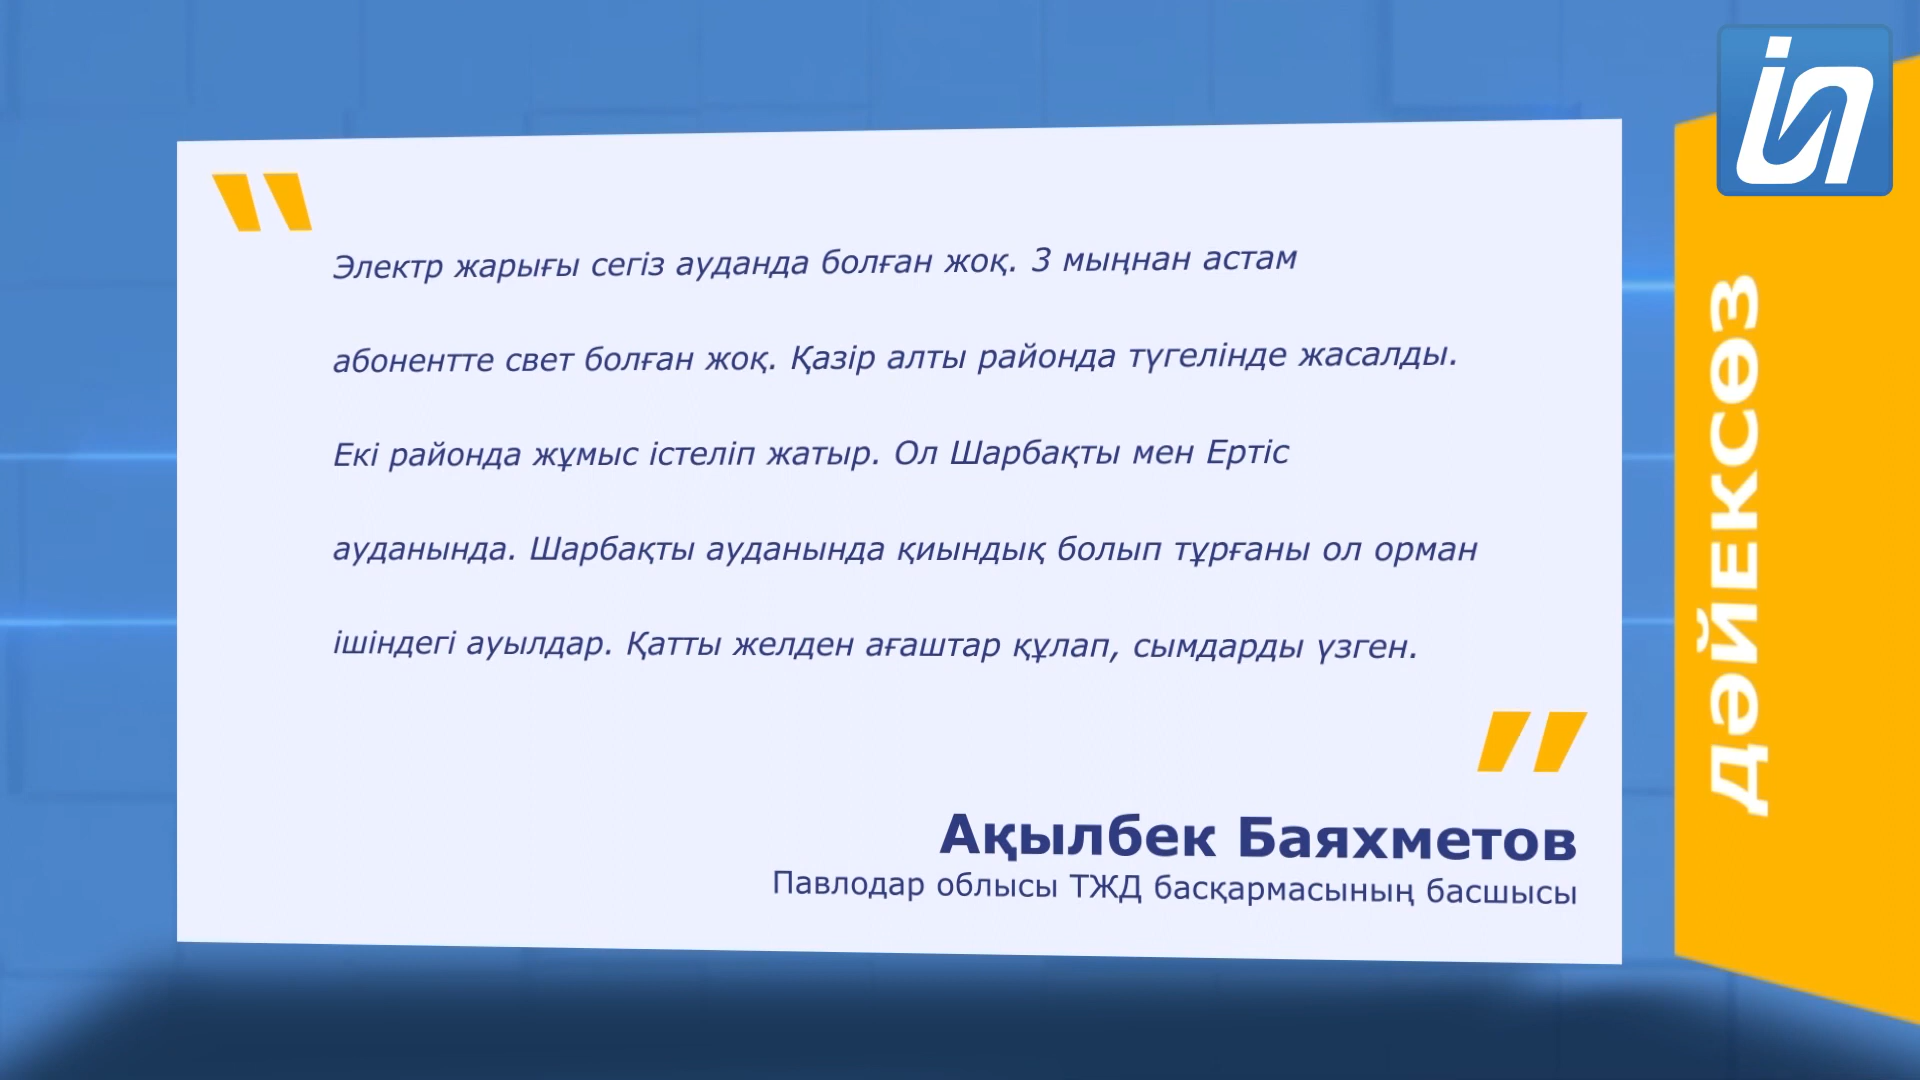 Электр жарығы сегіз ауданда болған жоқ. 3 мыңнан астам
абонентте свет болған жоқ. Қазір алты районда түгелінде жасалды.
Екі районда жұмыс істеліп жатыр. Ол Шарбақты мен Ертіс
ауданында. Шарбақты ауданында қиындық болып тұрғаны ол орман
ішіндегі ауылдар. Қатты желден ағаштар құлап, сымдарды үзген.
Ақылбек Баяхметов
Павлодар облысы ТЖД басқармасының басшысы
ДӘЙЕКСӨЗ